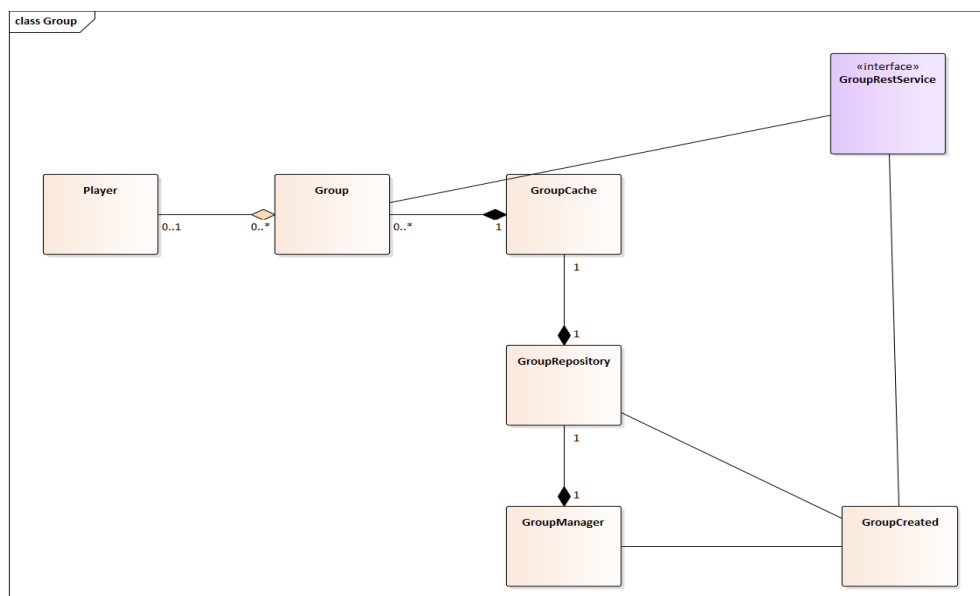 class Group
«interface»
GroupRestService
Player
Group
GroupCache
0..1
0..*
0..*
1
1
1
GroupRepository
1
1
GroupManager
GroupCreated